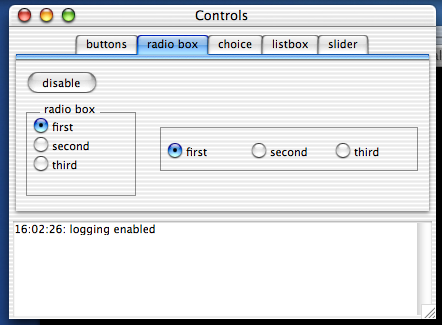 Controls
buttons radio box choice listbox slider
disable
radio box
first
second
third
first second third
16:02:26: logging enabled